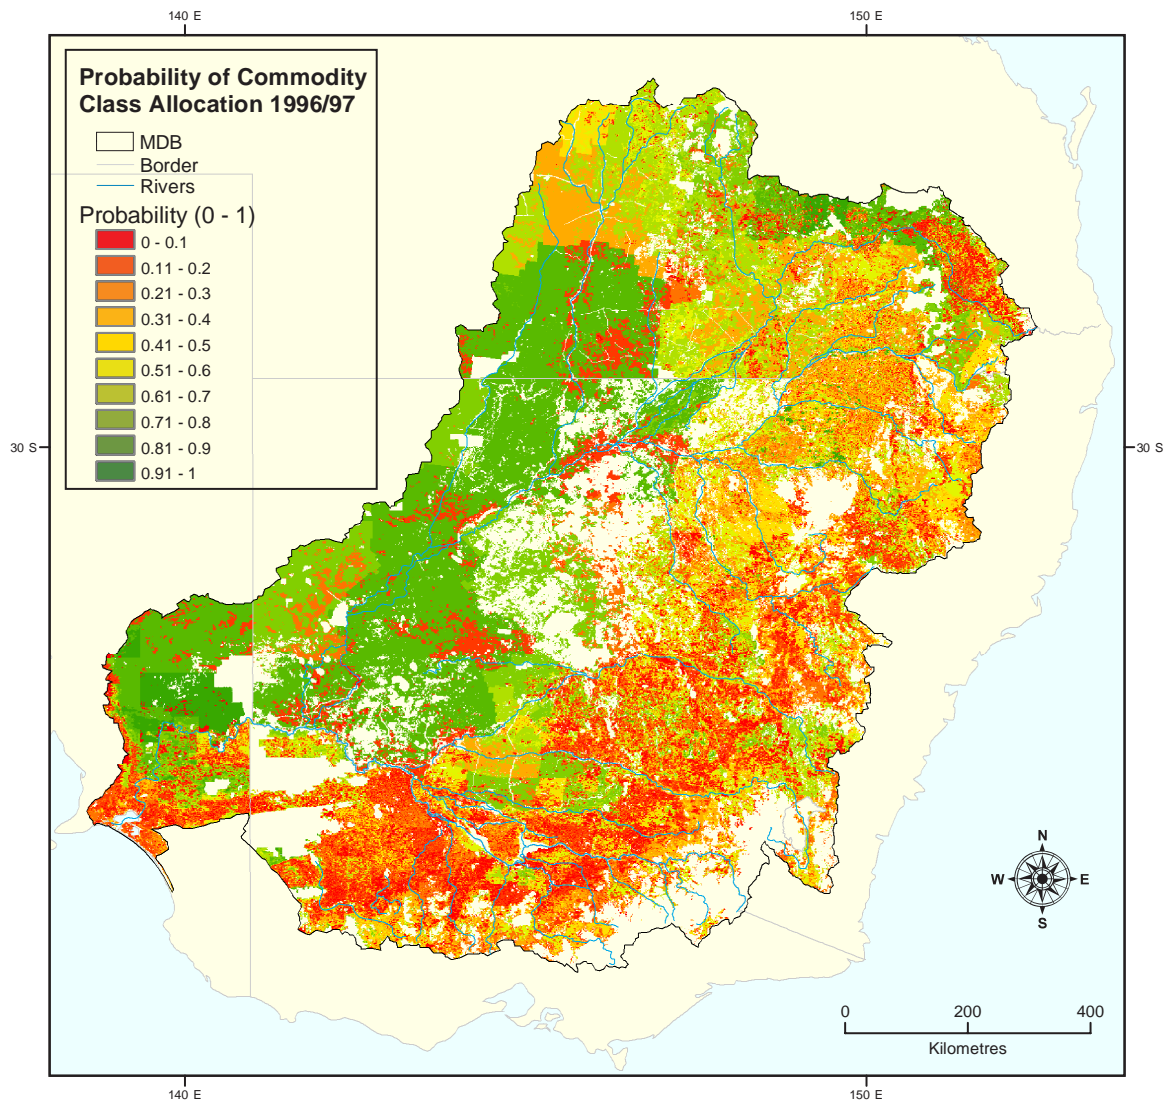 140 E
150 E
Probability of Commodity
Class Allocation 1996/97
MDB
Border
Rivers
Probability (0 - 1)
0 - 0.1
0.11 - 0.2
0.21 - 0.3
0.31 - 0.4
0.41 - 0.5
0.51 - 0.6
0.61 - 0.7
0.71 - 0.8
0.81 - 0.9
0.91 - 1
30 S
30 S
N
W E
S
0 200 400
Kilometres
140 E
150 E